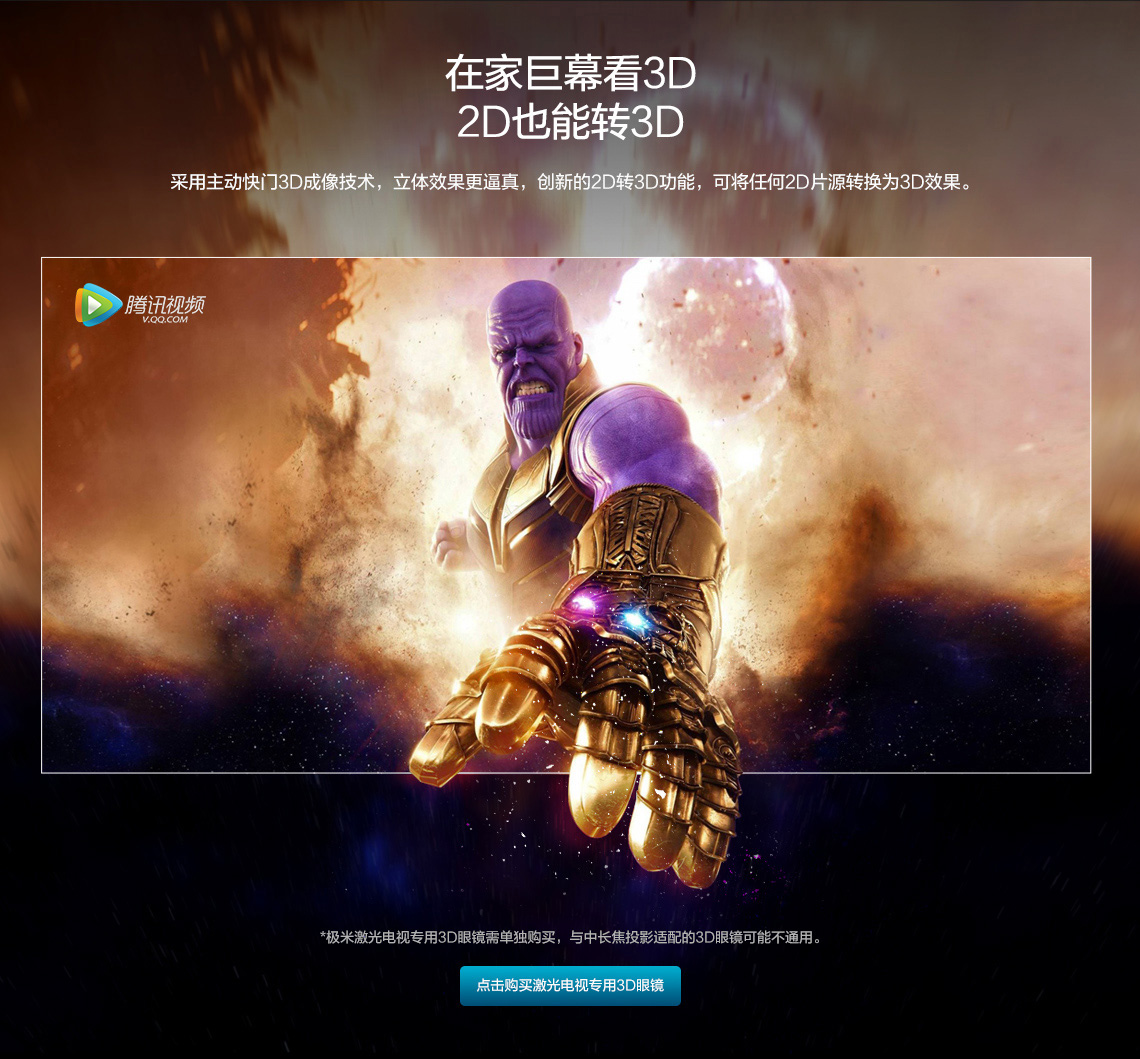 在家巨幕看3D
2D也能转3D
采用主动快门3D成像技术，立体效果更逼真，创新的2D转3D功能，可将任何2D片源转换为3D效果。
腾讯视频
V.QQ.COM
*极米激光电视专用3D眼镜需单独购买，与中长焦投影适配的3D眼镜可能不通用。
点击购买激光电视专用3D眼镜